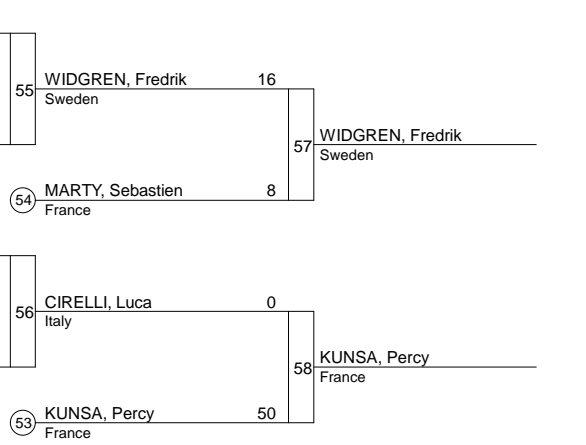 WIDGREN, Fredrik 16
55
Sweden
WIDGREN, Fredrik
57
Sweden
MARTY, Sebastien 8
54
France
CIRELLI, Luca 0
56
Italy
KUNSA, Percy
58
France
KUNSA, Percy 50
53
France